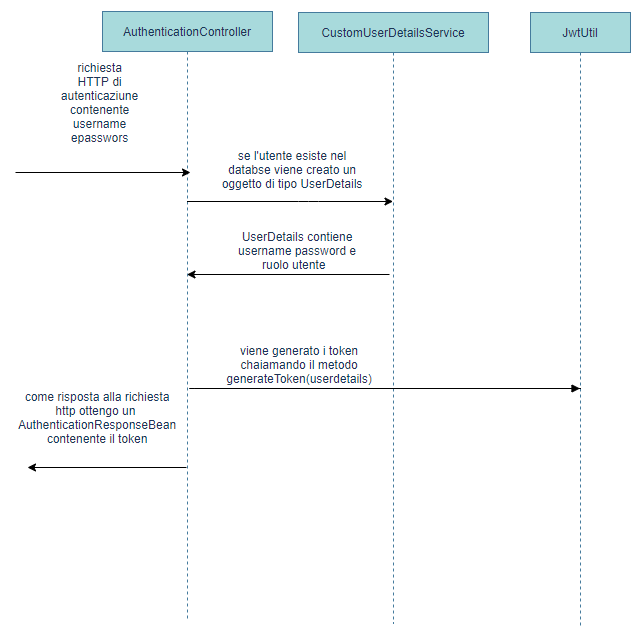 AuthenticationController
CustomUserDetailsService
JwtUtil
richiesta
HTTP di
autenticaziune
contenente
username
epasswors
se l'utente esiste nel
databse viene creato un
oggetto di tipo UserDetails
UserDetails contiene
username password e
ruolo utente
viene generato i token
chaiamando il metodo
generateToken(userdetails)
come risposta alla richiesta
http ottengo un
AuthenticationResponseBean
contenente il token